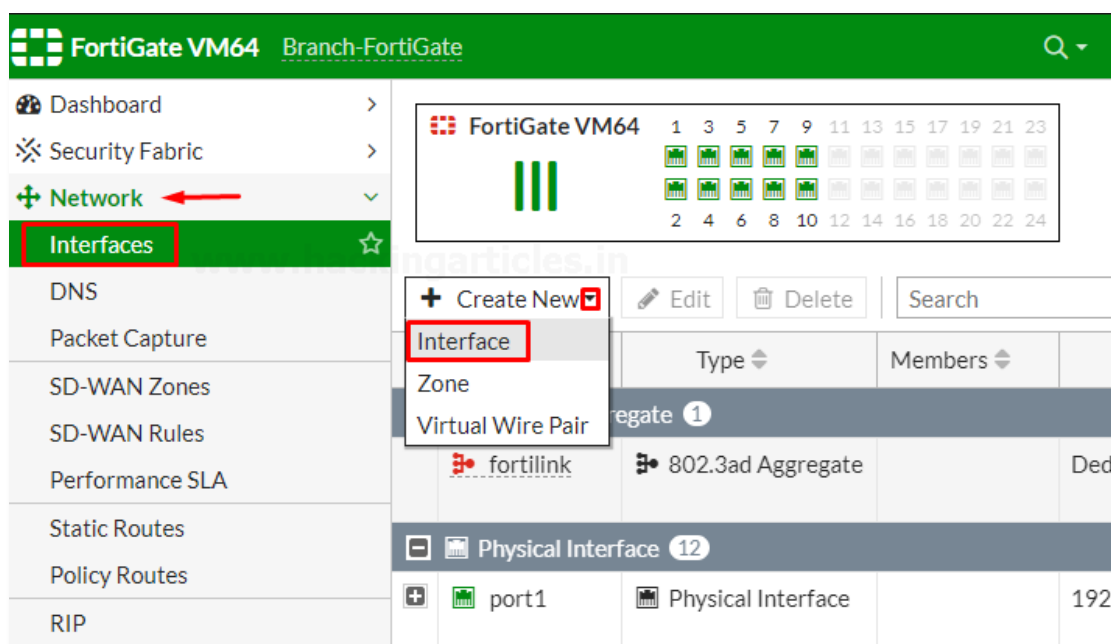 FortiGate VM64 Branch-FortiGate
Dashboard
Security Fabric
Network
Interfaces
DNS
Packet Capture
SD-WAN Zones
SD-WAN Rules
Performance SLA
Static Routes
Policy Routes
RIP
FortiGate VM64
1 3 5 7 9 11 13 15 17 19 21 23
2 4 6 8 10 12 14 16 18 20 22 24
www.hackingarticles.in
+ Create New Edit Delete Search
Interface
Zone
Virtual Wire Pair
Type Members
egate 1
fortilink 802.3ad Aggregate Ded
Physical Interface 12
port1 Physical Interface 192